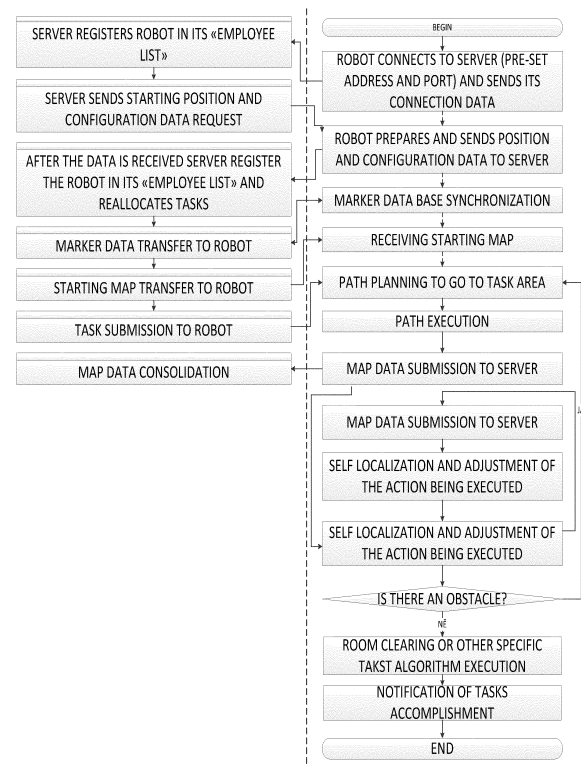 BEGIN
SERVER REGISTERS ROBOT IN ITS «EMPLOYEE
LIST»
ROBOT CONNECTS TO SERVER (PRE-SET
ADDRESS AND PORT) AND SENDS ITS
CONNECTION DATA
SERVER SENDS STARTING POSITION AND
CONFIGURATION DATA REQUEST
ROBOT PREPARES AND SENDS POSITION
AND CONFIGURATION DATA TO SERVER
AFTER THE DATA IS RECEIVED SERVER REGISTER
THE ROBOT IN ITS «EMPLOYEE LIST» AND
REALLOCATES TASKS
MARKER DATA BASE SYNCHRONIZATION
MARKER DATA TRANSFER TO ROBOT
RECEIVING STARTING MAP
STARTING MAP TRANSFER TO ROBOT
PATH PLANNING TO GO TO TASK AREA
TASK SUBMISSION TO ROBOT
PATH EXECUTION
MAP DATA CONSOLIDATION
MAP DATA SUBMISSION TO SERVER
MAP DATA SUBMISSION TO SERVER
SELF LOCALIZATION AND ADJUSTMENT OF
THE ACTION BEING EXECUTED
SELF LOCALIZATION AND ADJUSTMENT OF
THE ACTION BEING EXECUTED
IS THERE AN OBSTACLE?
NĒ
ROOM CLEARING OR OTHER SPECIFIC
TAKST ALGORITHM EXECUTION
NOTIFICATION OF TASKS
ACCOMPLISHMENT
END